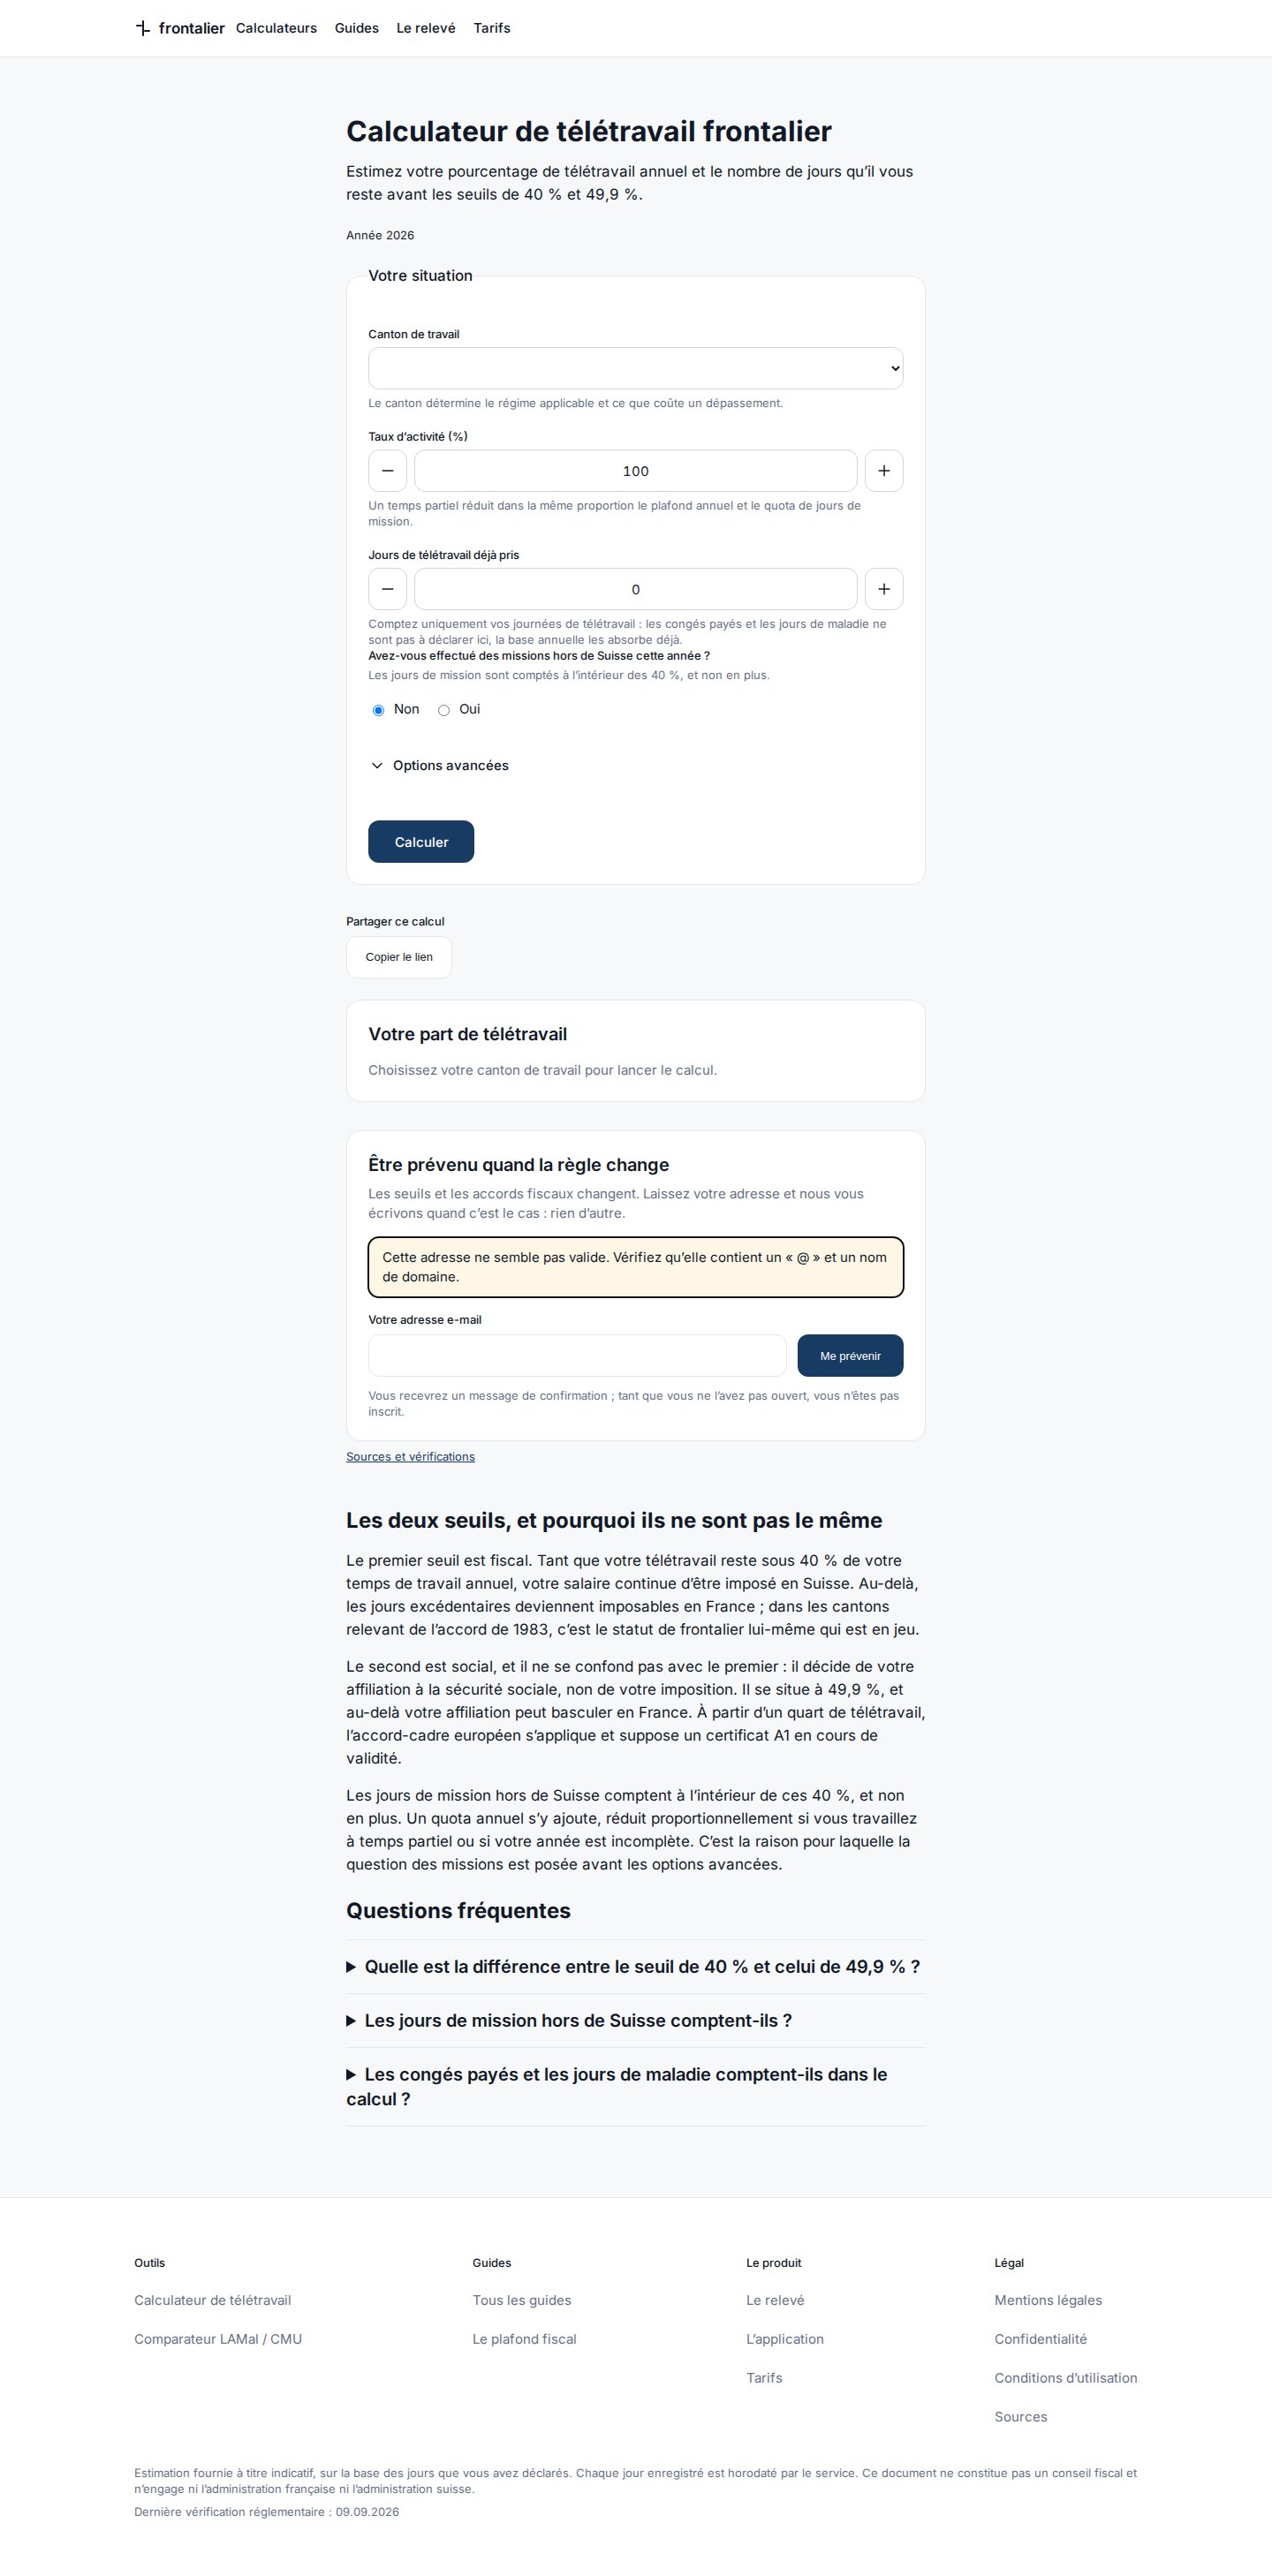 frontalier Calculateurs Guides Le relevé Tarifs
Calculateur de télétravail frontalier
Estimez votre pourcentage de télétravail annuel et le nombre de jours qu’il vous
reste avant les seuils de 40 % et 49,9 %.
Année 2026
Votre situation
Canton de travail
Le canton détermine le régime applicable et ce que coûte un dépassement.
Taux d’activité (%)
100
Un temps partiel réduit dans la même proportion le plafond annuel et le quota de jours de
mission.
Jours de télétravail déjà pris
0
Comptez uniquement vos journées de télétravail : les congés payés et les jours de maladie ne
sont pas à déclarer ici, la base annuelle les absorbe déjà.
Avez-vous effectué des missions hors de Suisse cette année ?
Les jours de mission sont comptés à l’intérieur des 40 %, et non en plus.
Non Oui
Options avancées
Calculer
Partager ce calcul
Copier le lien
Votre part de télétravail
Choisissez votre canton de travail pour lancer le calcul.
Être prévenu quand la règle change
Les seuils et les accords fiscaux changent. Laissez votre adresse et nous vous
écrivons quand c’est le cas : rien d’autre.
Cette adresse ne semble pas valide. Vérifiez qu’elle contient un « @ » et un nom
de domaine.
Votre adresse e-mail
Me prévenir
Vous recevrez un message de confirmation ; tant que vous ne l’avez pas ouvert, vous n’êtes pas
inscrit.
Sources et vérifications
Les deux seuils, et pourquoi ils ne sont pas le même
Le premier seuil est fiscal. Tant que votre télétravail reste sous 40 % de votre
temps de travail annuel, votre salaire continue d’être imposé en Suisse. Au-delà,
les jours excédentaires deviennent imposables en France ; dans les cantons
relevant de l’accord de 1983, c’est le statut de frontalier lui-même qui est en jeu.
Le second est social, et il ne se confond pas avec le premier : il décide de votre
affiliation à la sécurité sociale, non de votre imposition. Il se situe à 49,9 %, et
au-delà votre affiliation peut basculer en France. À partir d’un quart de télétravail,
l’accord-cadre européen s’applique et suppose un certificat A1 en cours de
validité.
Les jours de mission hors de Suisse comptent à l’intérieur de ces 40 %, et non
en plus. Un quota annuel s’y ajoute, réduit proportionnellement si vous travaillez
à temps partiel ou si votre année est incomplète. C’est la raison pour laquelle la
question des missions est posée avant les options avancées.
Questions fréquentes
Quelle est la différence entre le seuil de 40 % et celui de 49,9 % ?
Les jours de mission hors de Suisse comptent-ils ?
Les congés payés et les jours de maladie comptent-ils dans le
calcul ?
Outils Guides Le produit Légal
Calculateur de télétravail Tous les guides Le relevé Mentions légales
Comparateur LAMal / CMU Le plafond fiscal L’application Confidentialité
Tarifs Conditions d’utilisation
Sources
Estimation fournie à titre indicatif, sur la base des jours que vous avez déclarés. Chaque jour enregistré est horodaté par le service. Ce document ne constitue pas un conseil fiscal et
n’engage ni l’administration française ni l’administration suisse.
Dernière vérification réglementaire : 09.09.2026